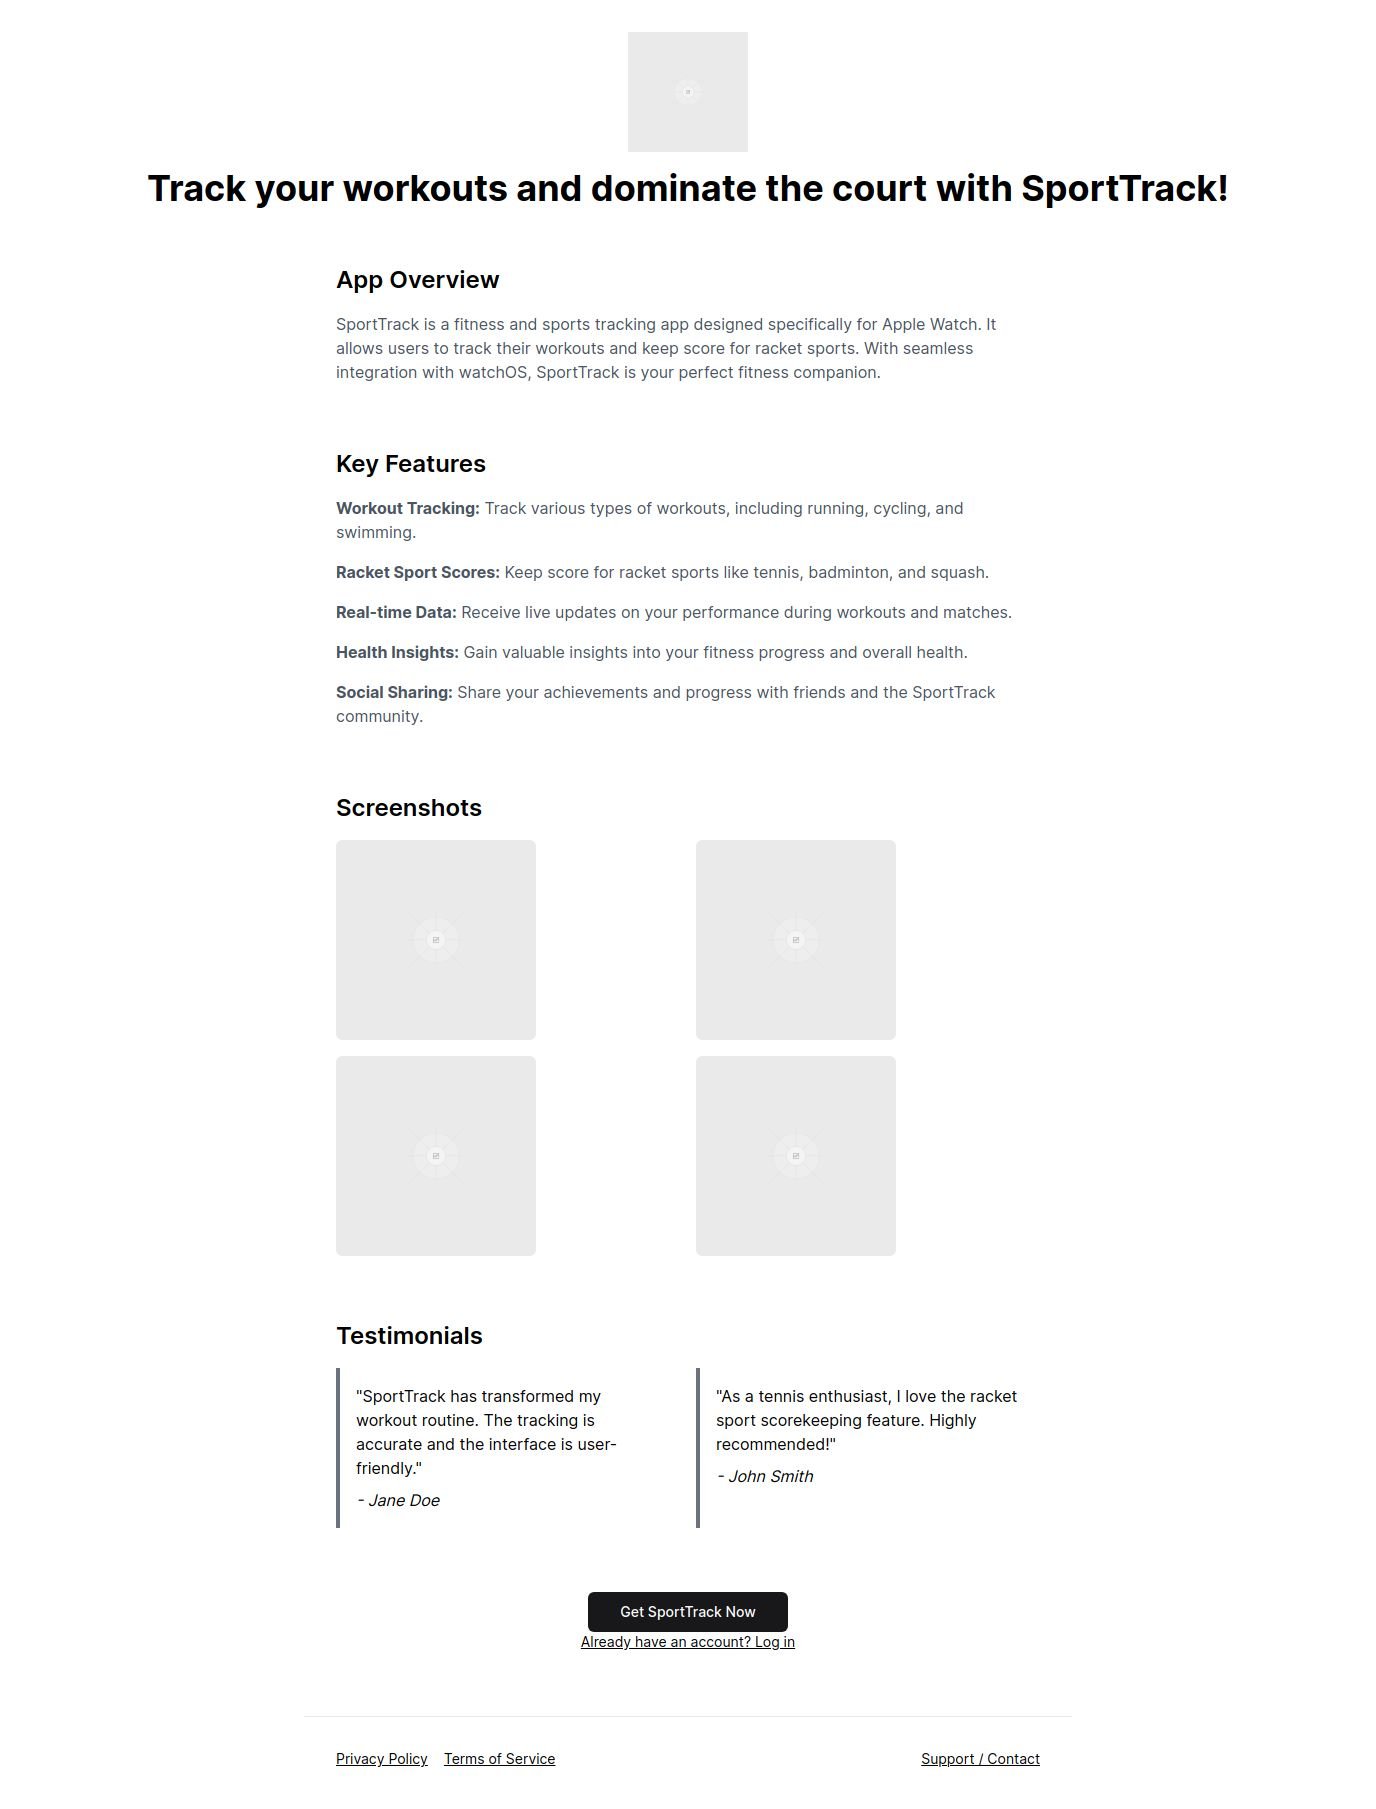 Track your workouts and dominate the court with SportTrack!
App Overview
SportTrack is a fitness and sports tracking app designed specifically for Apple Watch. It
allows users to track their workouts and keep score for racket sports. With seamless
integration with watchOS, SportTrack is your perfect fitness companion.
Key Features
Workout Tracking: Track various types of workouts, including running, cycling, and
swimming.
Racket Sport Scores: Keep score for racket sports like tennis, badminton, and squash.
Real-time Data: Receive live updates on your performance during workouts and matches.
Health Insights: Gain valuable insights into your fitness progress and overall health.
Social Sharing: Share your achievements and progress with friends and the SportTrack
community.
Screenshots
Testimonials
"SportTrack has transformed my
workout routine. The tracking is
accurate and the interface is user-
friendly."
- Jane Doe
"As a tennis enthusiast, I love the racket
sport scorekeeping feature. Highly
recommended!"
- John Smith
Get SportTrack Now
Already have an account? Log in
Privacy Policy
Terms of Service
Support / Contact